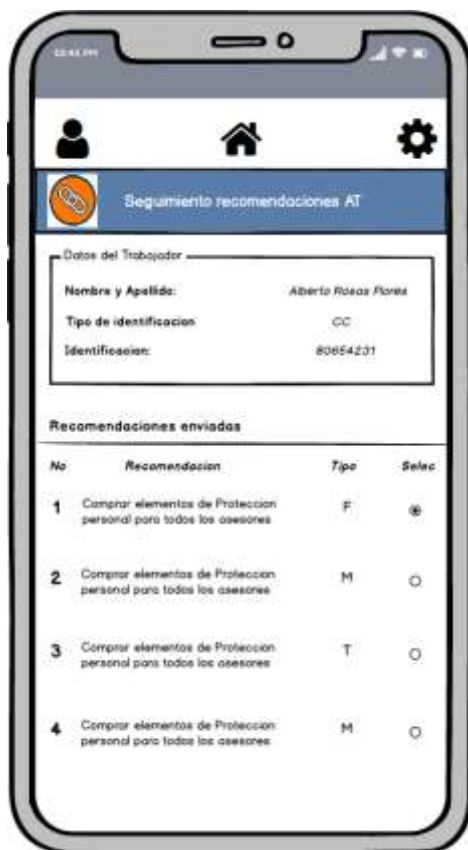 Seguimiento recomendaciones AT
Datos del Trabajador
Nombre y Apellido: Alberto Rosas Flores
Tipo de identificacion CC
Identificacion: 80654231
Recomendaciones enviadas
No Recomendacion Tipo Selec
1 Comprar elementos de Proteccion F
personal para todos los asesores
2 Comprar elementos de Proteccion M
personal para todos los asesores
3 Comprar elementos de Proteccion T
personal para todos los asesores
4 Comprar elementos de Proteccion M
personal para todos los asesores